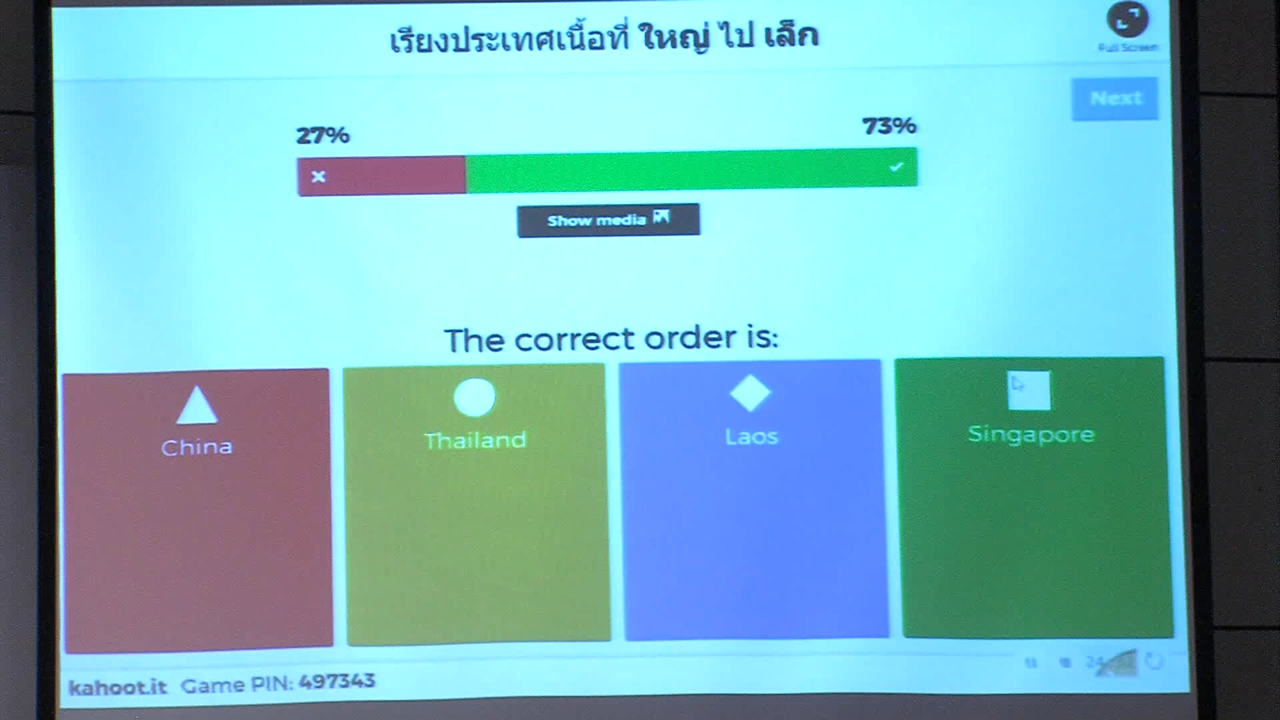 เรียงประเทศเนื้อที่ ใหญ่ ไป เล็ก
Full Screen
Next
27%
73%
Show media
The correct order is:
China
Thailand
Laos
Singapore
kahoot.it Game PIN: 497343